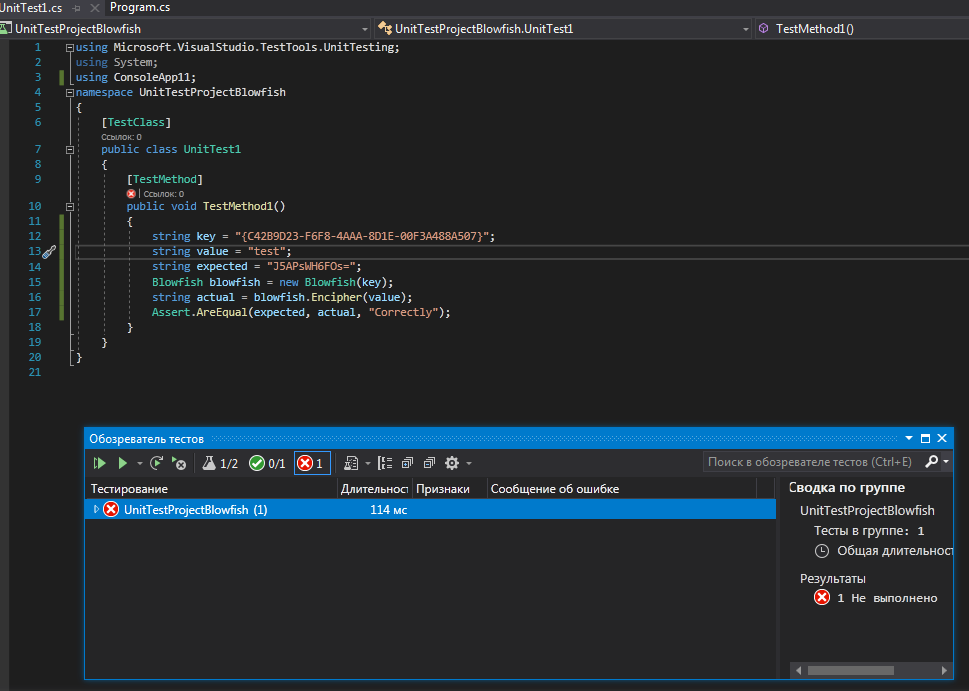 UnitTest1.cs Program.cs
UnitTestProjectBlowfish UnitTestProjectBlowfish.UnitTest1 TestMethod1()
1 using Microsoft.VisualStudio.TestTools.UnitTesting;
2 using System;
3 using ConsoleApp11;
4 namespace UnitTestProjectBlowfish
5 {
6 [TestClass]
Ссылок: 0
7 public class UnitTest1
8 {
9 [TestMethod]
| Ссылок: 0
10 public void TestMethod1()
11 {
12 string key = "{C42B9D23-F6F8-4AAA-8D1E-00F3A488A507}";
13 string value = "test";
14 string expected = "J5APsWH6FOs=";
15 Blowfish blowfish = new Blowfish(key);
16 string actual = blowfish.Encipher(value);
17 Assert.AreEqual(expected, actual, "Correctly");
18 }
19 }
20 }
21
Обозреватель тестов
1/2 0/1 1 Поиск в обозревателе тестов (Ctrl+E)
Тестирование Длительност Признаки Сообщение об ошибке
UnitTestProjectBlowfish (1) 114 мс
Сводка по группе
UnitTestProjectBlowfish
Тесты в группе: 1
Общая длительност
Результаты
1 Не выполнено